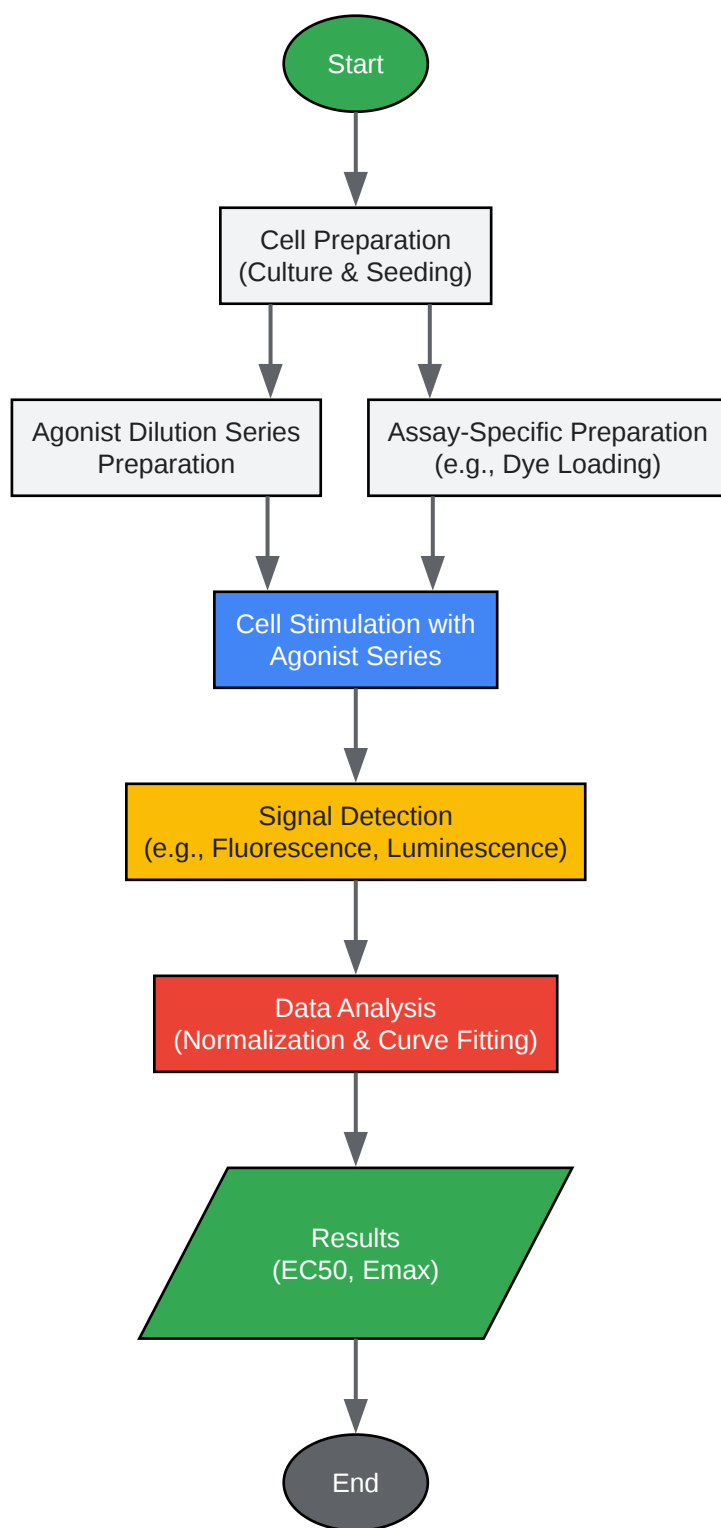 Start
Cell Preparation
(Culture & Seeding)
Agonist Dilution Series
Preparation
Assay-Specific Preparation
(e.g., Dye Loading)
Cell Stimulation with
Agonist Series
Signal Detection
(e.g., Fluorescence, Luminescence)
Data Analysis
(Normalization & Curve Fitting)
Results
(EC50, Emax)
End